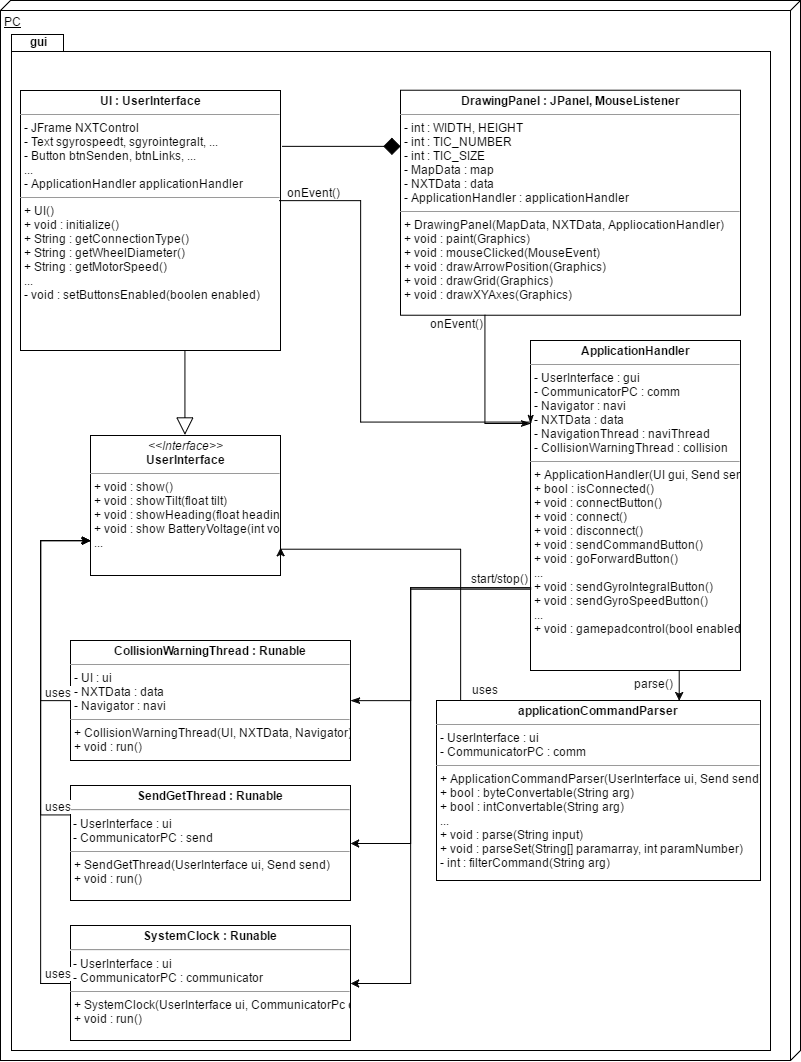 PC
gui
UI : UserInterface
- JFrame NXTControl
- Text sgyrospeedt, sgyrointegralt, ...
- Button btnSenden, btnLinks, ...
...
- ApplicationHandler applicationHandler
+ UI()
+ void : initialize()
+ String : getConnectionType()
+ String : getWheelDiameter()
+ String : getMotorSpeed()
...
- void : setButtonsEnabled(boolen enabled)
DrawingPanel : JPanel, MouseListener
- int : WIDTH, HEIGHT
- int : TIC_NUMBER
- int : TIC_SIZE
- MapData : map
- NXTData : data
- ApplicationHandler : applicationHandler
+ DrawingPanel(MapData, NXTData, AppliocationHandler)
+ void : paint(Graphics)
+ void : mouseClicked(MouseEvent)
+ void : drawArrowPosition(Graphics)
+ void : drawGrid(Graphics)
+ void : drawXYAxes(Graphics)
onEvent()
onEvent()
ApplicationHandler
- UserInterface : gui
- CommunicatorPC : comm
- Navigator : navi
- NXTData : data
- NavigationThread : naviThread
- CollisionWarningThread : collision
+ ApplicationHandler(UI gui, Send ser
+ bool : isConnected()
+ void : connectButton()
+ void : connect()
+ void : disconnect()
+ void : sendCommandButton()
+ void : goForwardButton()
...
+ void : sendGyroIntegralButton()
+ void : sendGyroSpeedButton()
...
+ void : gamepadcontrol(bool enabled
<<Interface>>
UserInterface
+ void : show()
+ void : showTilt(float tilt)
+ void : showHeading(float headin
+ void : show BatteryVoltage(int vo
...
start/stop()
parse()
uses
CollisionWarningThread : Runable
- UI : ui
- NXTData : data
- Navigator : navi
+ CollisionWarningThread(UI, NXTData, Navigator)
+ void : run()
uses
applicationCommandParser
- UserInterface : ui
- CommunicatorPC : comm
+ ApplicationCommandParser(UserInterface ui, Send send
+ bool : byteConvertable(String arg)
+ bool : intConvertable(String arg)
...
+ void : parse(String input)
+ void : parseSet(String[] paramarray, int paramNumber)
- int : filterCommand(String arg)
SendGetThread : Runable
- UserInterface : ui
- CommunicatorPC : send
+ SendGetThread(UserInterface ui, Send send)
+ void : run()
uses
SystemClock : Runable
- UserInterface : ui
- CommunicatorPC : communicator
+ SystemClock(UserInterface ui, CommunicatorPc
+ void : run()
uses